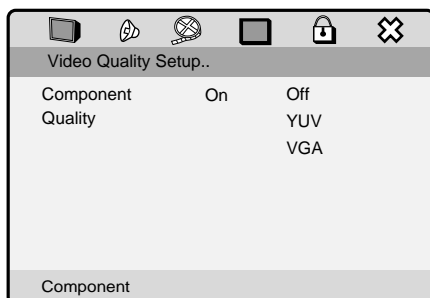 Video Quality Setup..
Component On Off
Quality YUV
VGA
Component